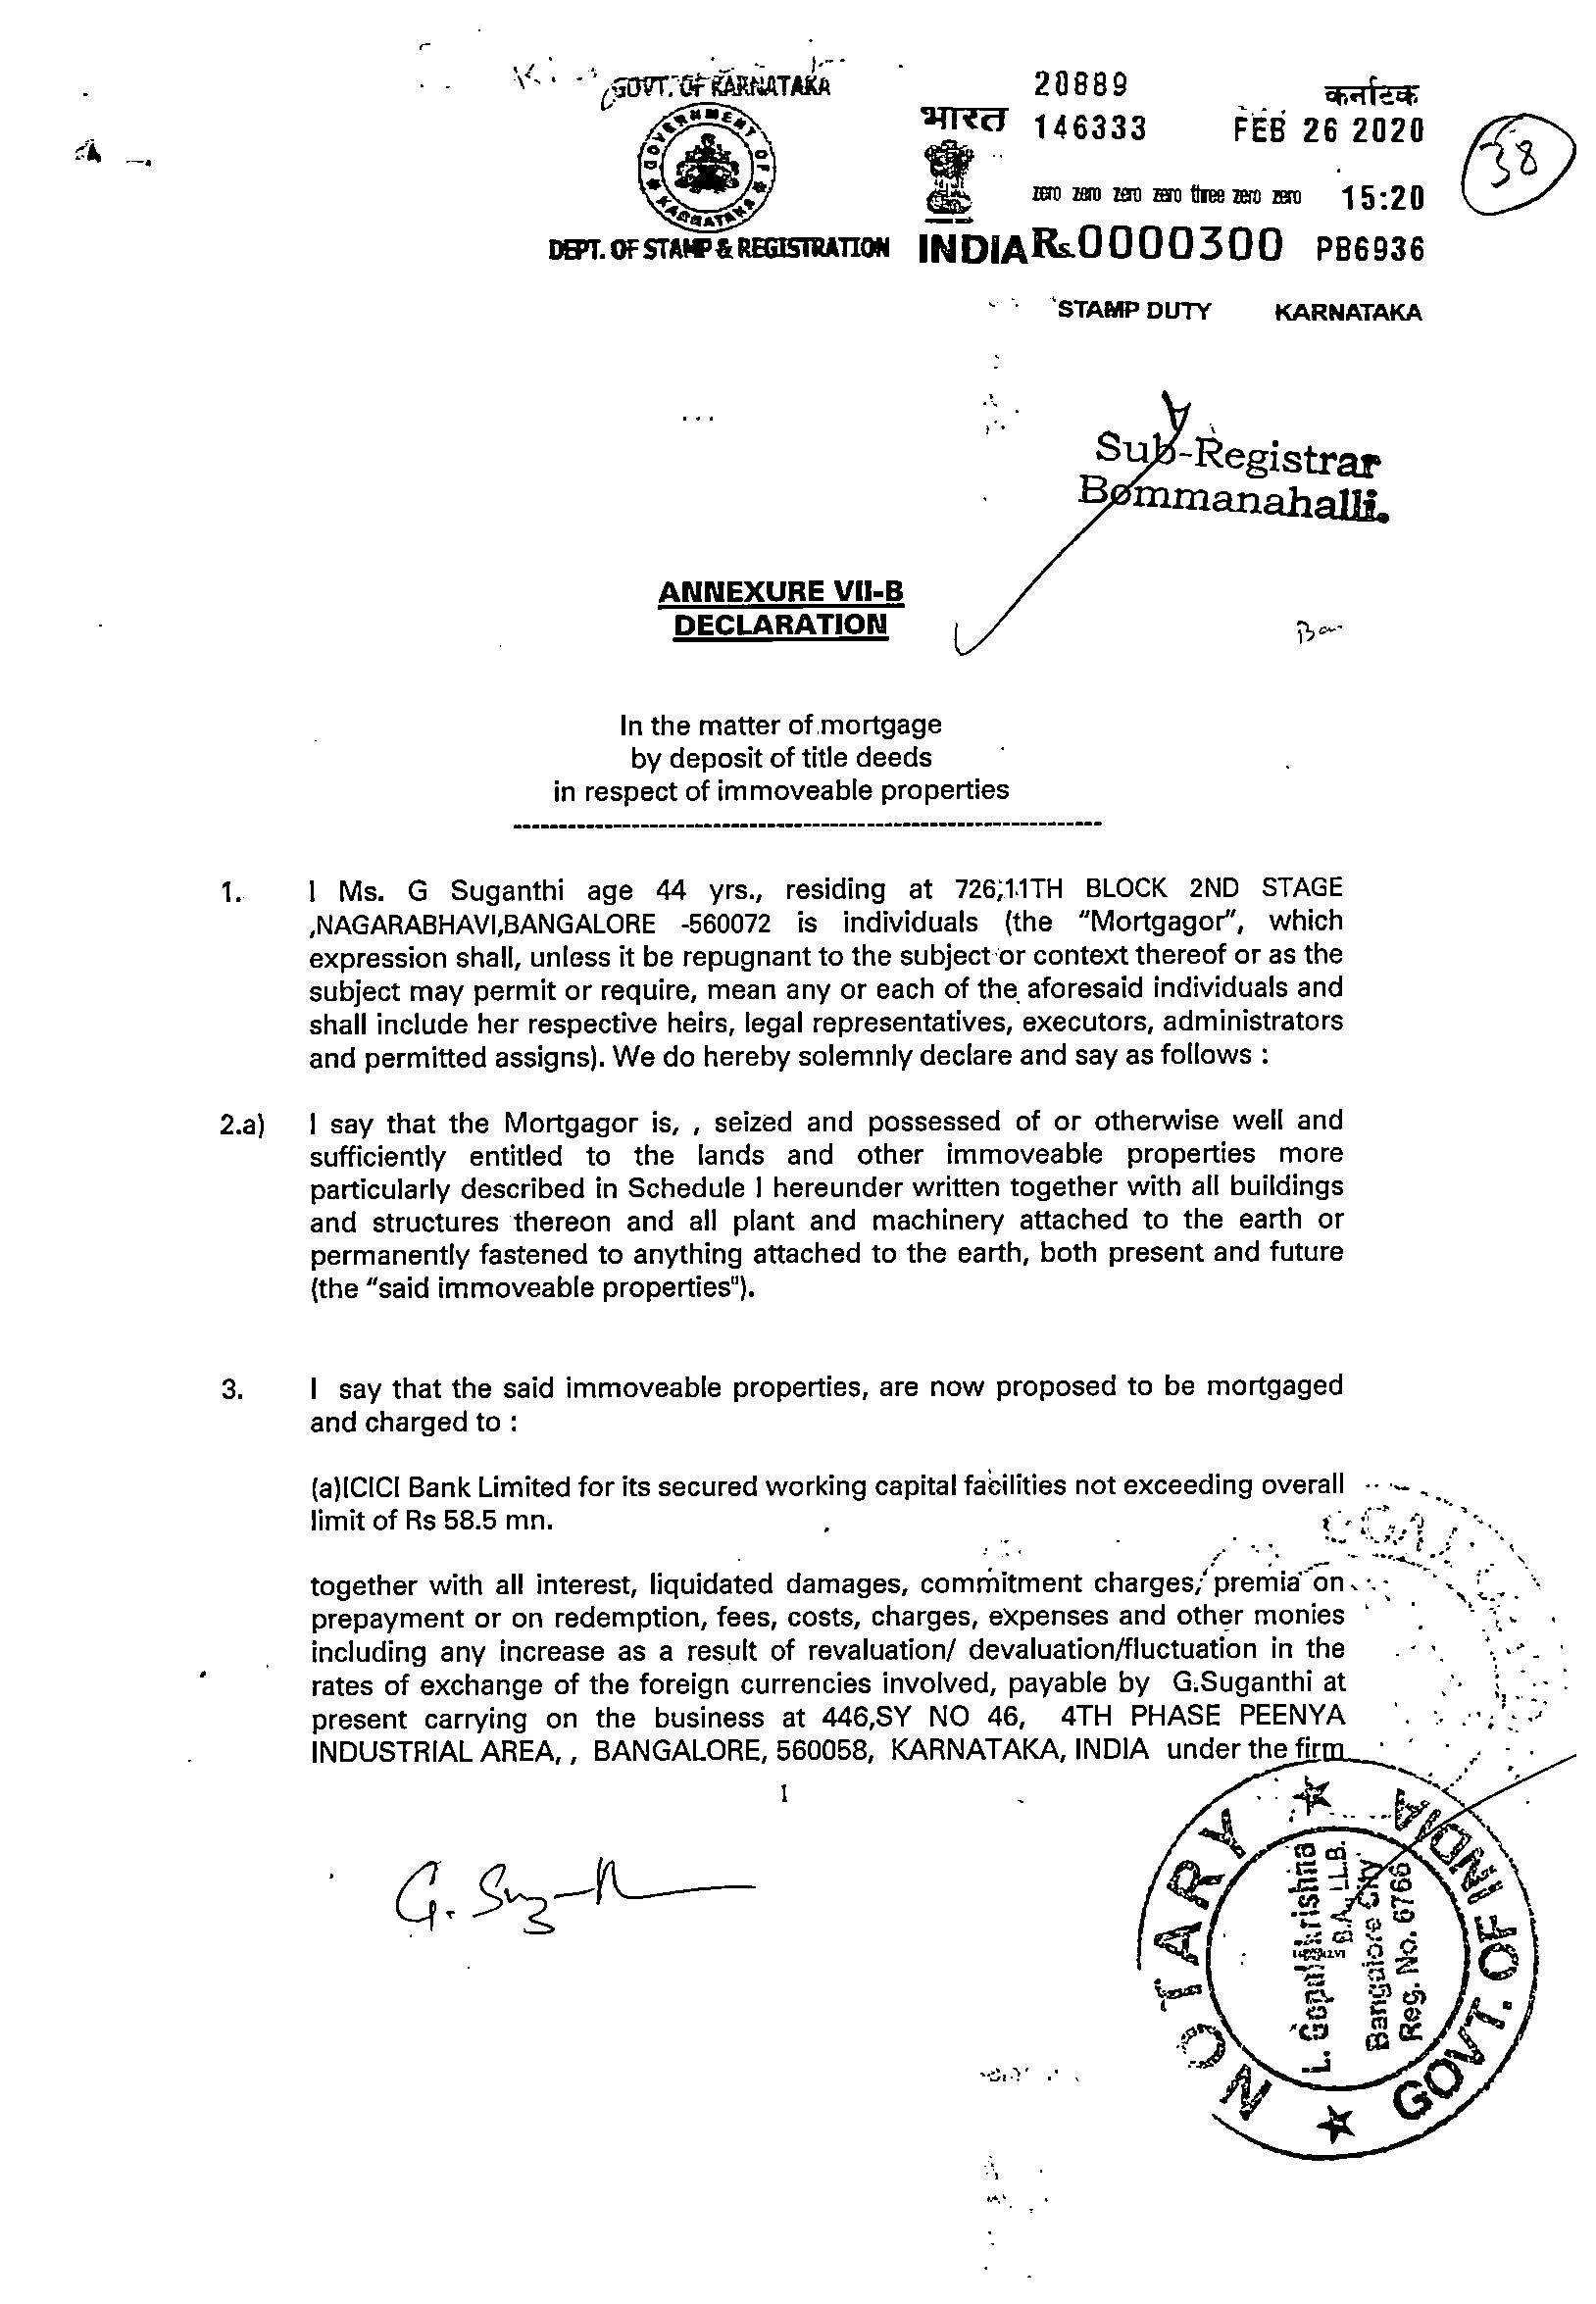 GOVT. OF KARNATAKA
GOVERNMENT OF KARNATAKA
DEPT. OF STAMP & REGISTRATION
भारत
20889
146333
कर्नाटक
FEB 26 2020
zero zero zero zero three zero zero 15:20
INDIA Rs.0000300 PB6936
STAMP DUTY KARNATAKA
38
Sub-Registrar
Bommanahalli.
ANNEXURE VII-B
DECLARATION
In the matter of mortgage
by deposit of title deeds
in respect of immoveable properties
1. I Ms. G Suganthi age 44 yrs., residing at 726,11TH BLOCK 2ND STAGE
,NAGARABHAVI,BANGALORE -560072 is individuals (the "Mortgagor", which
expression shall, unless it be repugnant to the subject or context thereof or as the
subject may permit or require, mean any or each of the aforesaid individuals and
shall include her respective heirs, legal representatives, executors, administrators
and permitted assigns). We do hereby solemnly declare and say as follows :
2.a) I say that the Mortgagor is, , seized and possessed of or otherwise well and
sufficiently entitled to the lands and other immoveable properties more
particularly described in Schedule I hereunder written together with all buildings
and structures thereon and all plant and machinery attached to the earth or
permanently fastened to anything attached to the earth, both present and future
(the "said immoveable properties").
3. I say that the said immoveable properties, are now proposed to be mortgaged
and charged to :
(a)ICICI Bank Limited for its secured working capital facilities not exceeding overall
limit of Rs 58.5 mn.
together with all interest, liquidated damages, commitment charges, premia on
prepayment or on redemption, fees, costs, charges, expenses and other monies
including any increase as a result of revaluation/ devaluation/fluctuation in the
rates of exchange of the foreign currencies involved, payable by G.Suganthi at
present carrying on the business at 446,SY NO 46, 4TH PHASE PEENYA
INDUSTRIAL AREA, , BANGALORE, 560058, KARNATAKA, INDIA under the firm
1
NOTARY
GOVT. OF INDIA
L. Gopalakrishna
B.A., LL.B.
Bangalore City
Reg. No. 6766